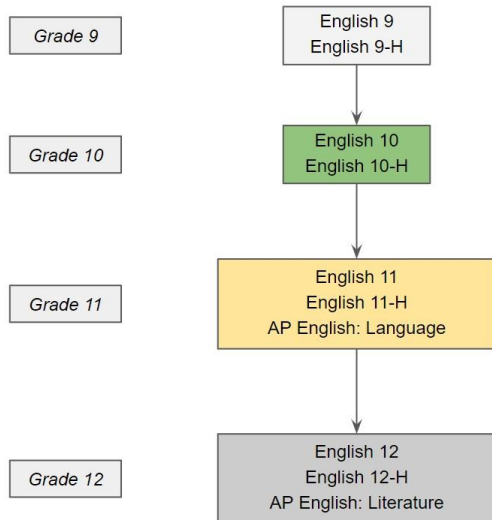 Grade 9
English 9
English 9-H
Grade 10
English 10
English 10-H
Grade 11
English 11
English 11-H
AP English: Language
Grade 12
English 12
English 12-H
AP English: Literature